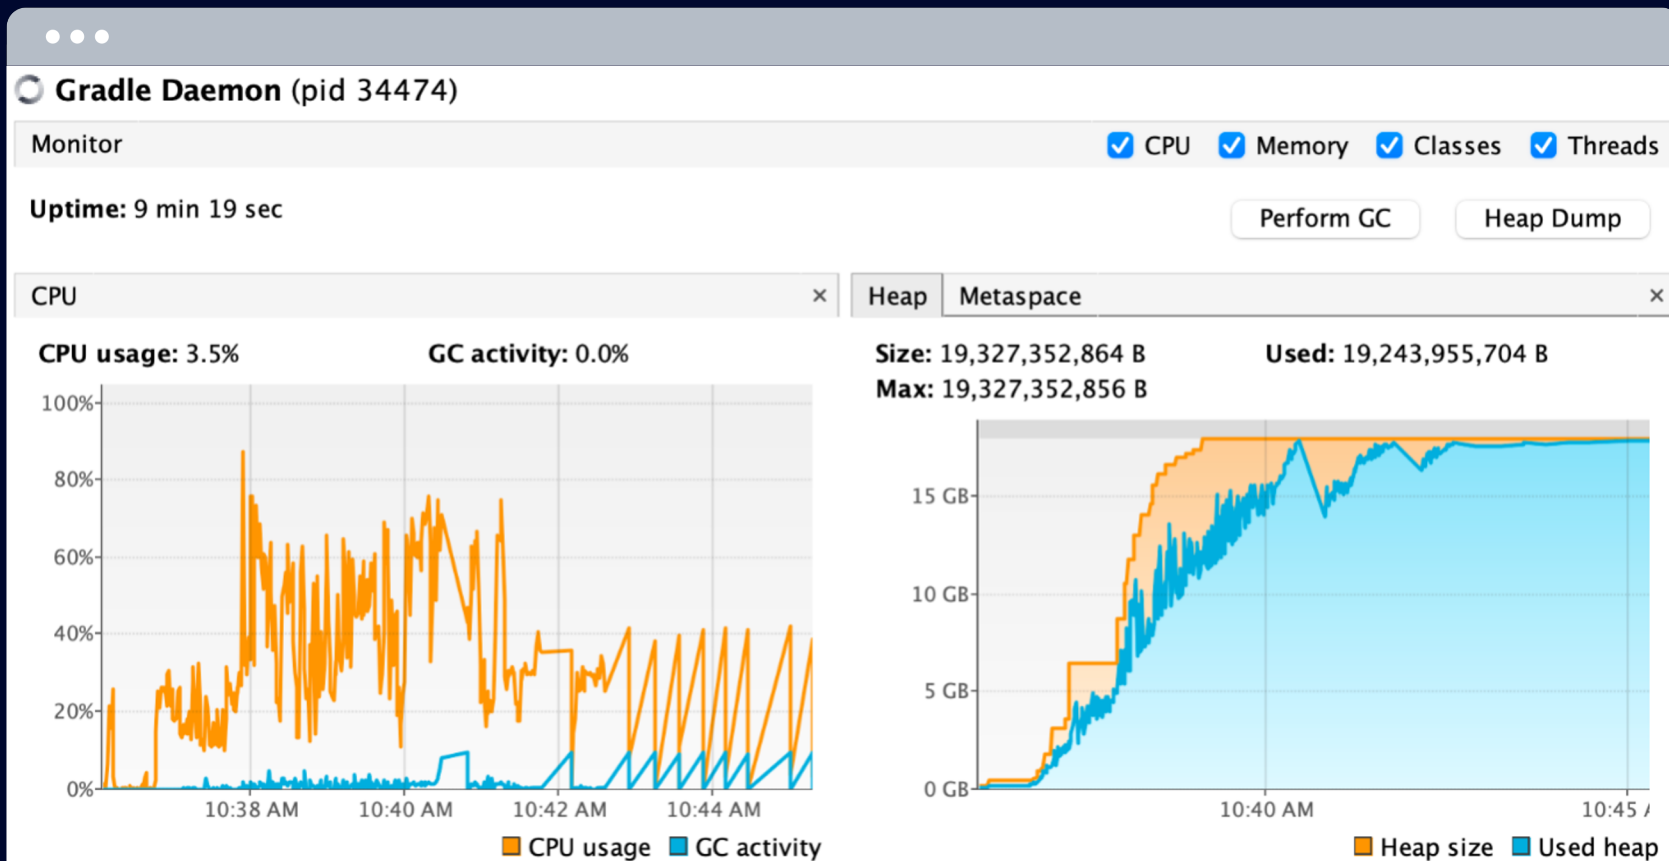 Gradle Daemon (pid 34474)
Monitor
CPU Memory Classes Threads
Uptime: 9 min 19 sec
Perform GC Heap Dump
CPU
CPU usage: 3.5% GC activity: 0.0%
100%
80%
60%
40%
20%
0%
10:38 AM 10:40 AM 10:42 AM 10:44 AM
CPU usage GC activity
Heap Metaspace
Size: 19,327,352,864 B Used: 19,243,955,704 B
Max: 19,327,352,856 B
15 GB
10 GB
5 GB
0 GB
10:40 AM 10:45
Heap size Used heap